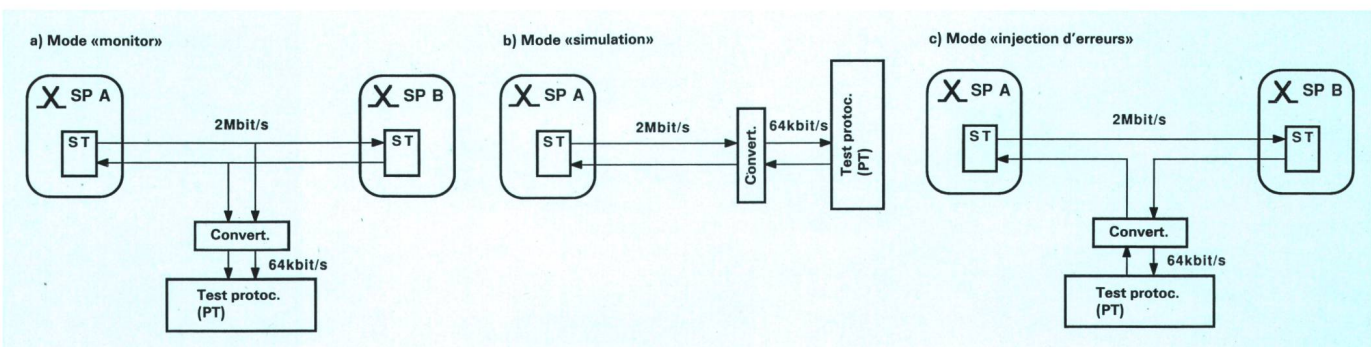 a) Mode «monitor»
SP A
SP B
ST
2Mbit/s
ST
Convert.
64kbit/s
Test protoc.
(PT)
b) Mode «simulation»
SP A
ST
2Mbit/s
Convert.
64kbit/s
Test protoc.
(PT)
c) Mode «injection d'erreurs»
SP A
SP B
ST
2Mbit/s
ST
Convert.
64kbit/s
Test protoc.
(PT)